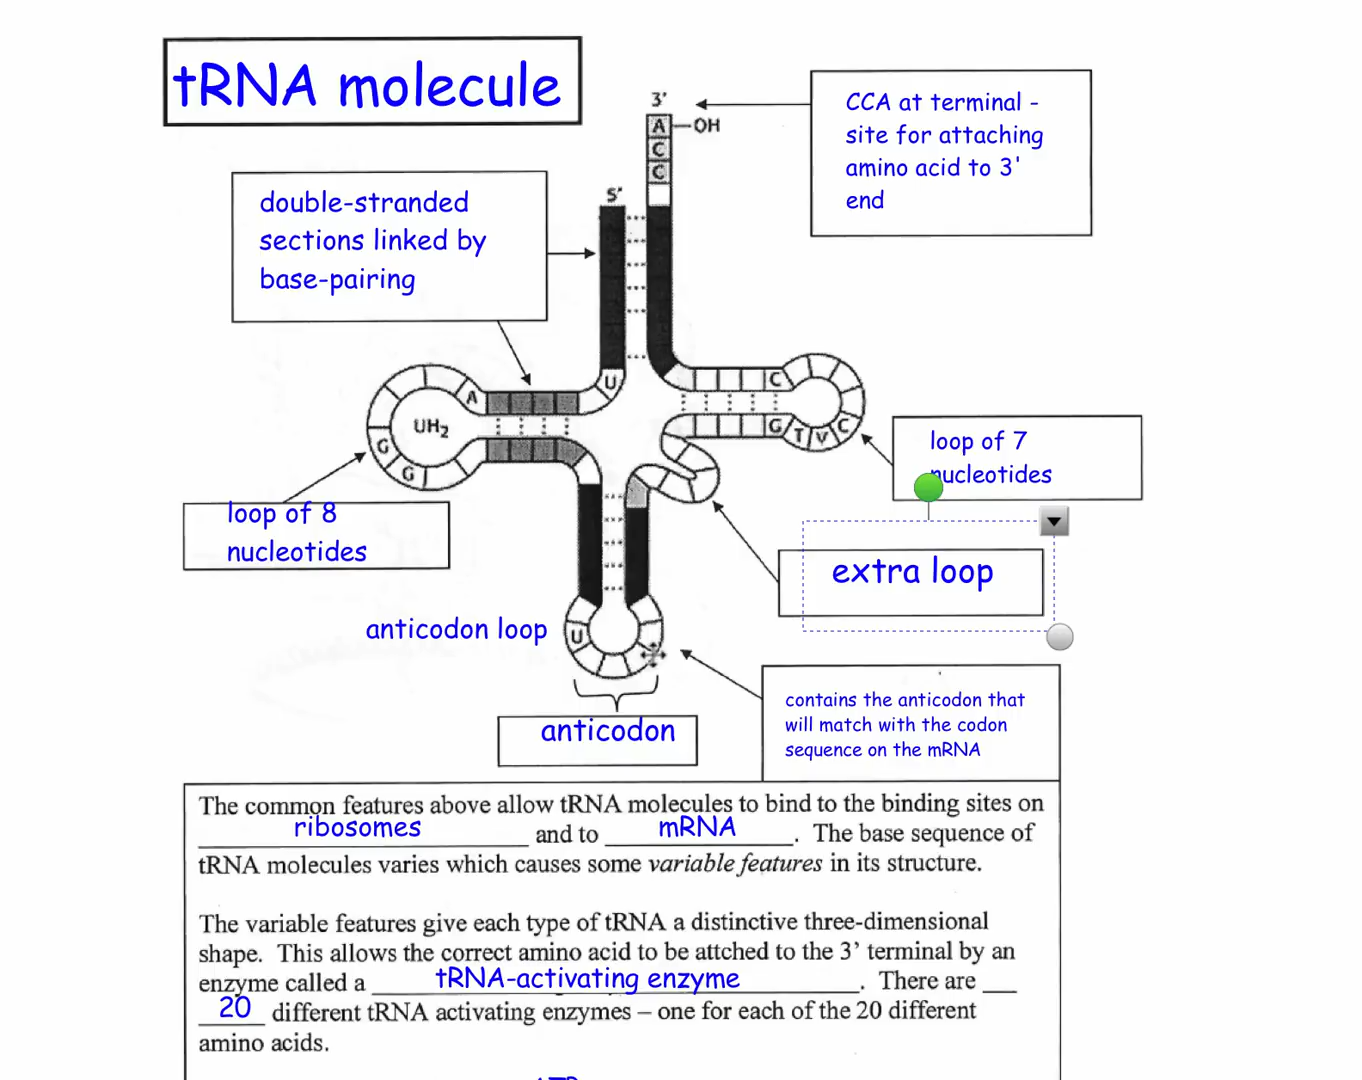 tRNA molecule
3'
A
OH
C
C
CCA at terminal -
site for attaching
amino acid to 3'
end
5'
double-stranded
sections linked by
base-pairing
U
C
A
UH2
G
G
G
T
Ψ
C
loop of 7
nucleotides
loop of 8
nucleotides
extra loop
anticodon loop
U
anticodon
contains the anticodon that
will match with the codon
sequence on the mRNA
The common features above allow tRNA molecules to bind to the binding sites on
ribosomes and to mRNA. The base sequence of
tRNA molecules varies which causes some variable features in its structure.
The variable features give each type of tRNA a distinctive three-dimensional
shape. This allows the correct amino acid to be attched to the 3' terminal by an
enzyme called a tRNA-activating enzyme. There are
20 different tRNA activating enzymes – one for each of the 20 different
amino acids.